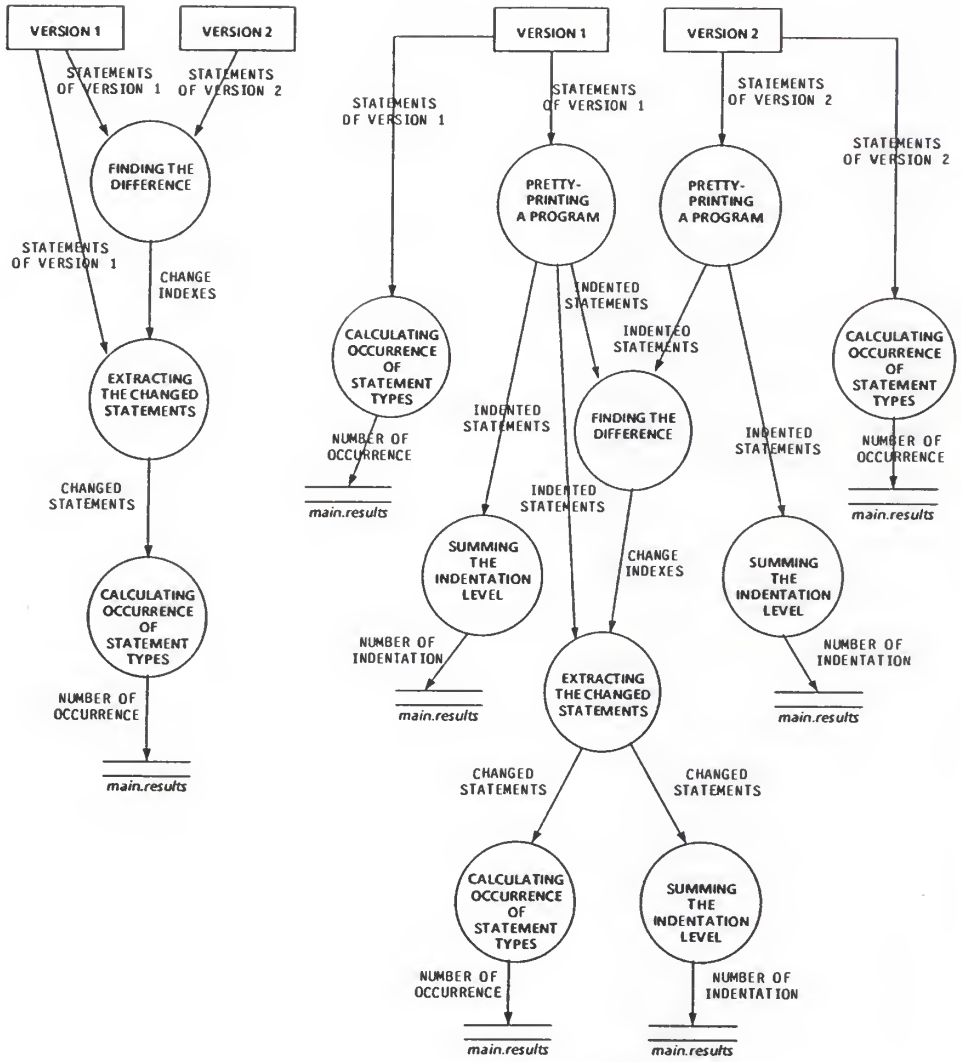 VERSION 1
VERSION 2
STATEMENTS
OF VERSION 1
STATEMENTS
OF VERSION 2
FINDING THE
DIFFERENCE
STATEMENTS
OF VERSION 1
CHANGE
INDEXES
EXTRACTING
THE CHANGED
STATEMENTS
CHANGED
STATEMENTS
CALCULATING
OCCURRENCE
OF
STATEMENT
TYPES
NUMBER OF
OCCURRENCE
main.results
VERSION 1
VERSION 2
STATEMENTS
OF VERSION 1
STATEMENTS
OF VERSION 1
STATEMENTS
OF VERSION 2
STATEMENTS
OF VERSION 2
PRETTY-
PRINTING
A PROGRAM
PRETTY-
PRINTING
A PROGRAM
INDENTED
STATEMENTS
INDENTED
STATEMENTS
CALCULATING
OCCURRENCE
OF
STATEMENT
TYPES
CALCULATING
OCCURRENCE
OF
STATEMENT
TYPES
FINDING THE
DIFFERENCE
INDENTED
STATEMENTS
INDENTED
STATEMENTS
NUMBER OF
OCCURRENCE
main.results
NUMBER OF
OCCURRENCE
main.results
INDENTED
STATEMENTS
SUMMING
THE
INDENTATION
LEVEL
CHANGE
INDEXES
SUMMING
THE
INDENTATION
LEVEL
NUMBER OF
INDENTATION
main.results
NUMBER OF
INDENTATION
main.results
EXTRACTING
THE CHANGED
STATEMENTS
CHANGED
STATEMENTS
CHANGED
STATEMENTS
CALCULATING
OCCURRENCE
OF
STATEMENT
TYPES
SUMMING
THE
INDENTATION
LEVEL
NUMBER OF
OCCURRENCE
main.results
NUMBER OF
INDENTATION
main.results